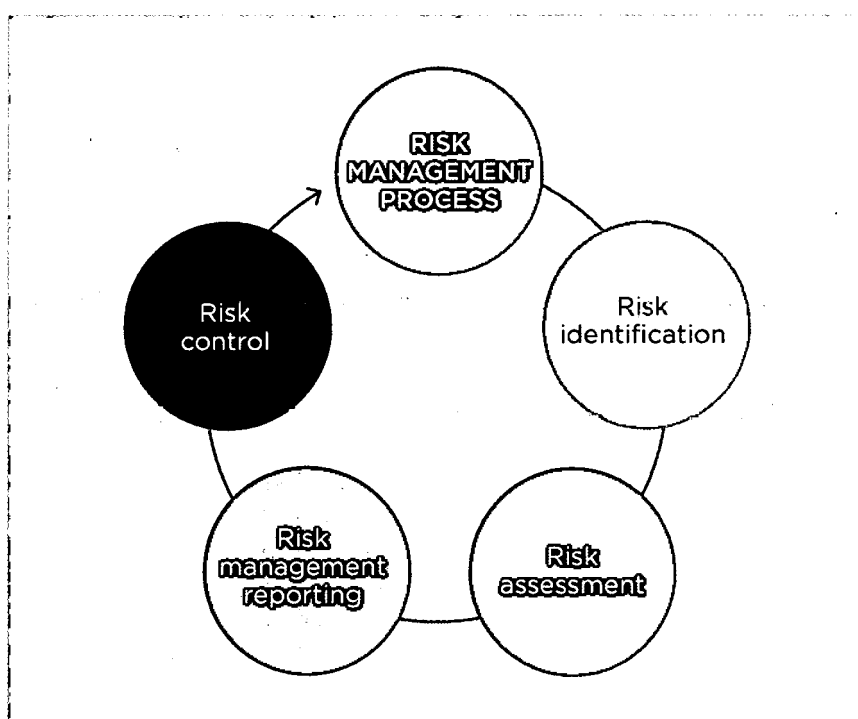 RISK
MANAGEMENT
PROCESS
Risk
identification
Risk
assessment
Risk
management
reporting
Risk
control